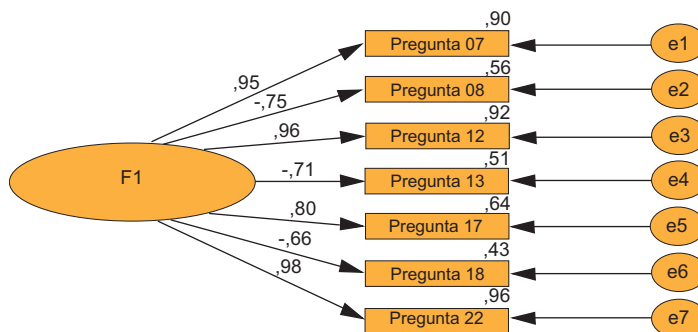 ,90
Pregunta 07
e1
,95
,56
Pregunta 08
e2
-,75
,92
Pregunta 12
e3
,96
F1
,51
Pregunta 13
e4
-,71
,64
Pregunta 17
e5
,80
,43
Pregunta 18
e6
-,66
,96
Pregunta 22
e7
,98